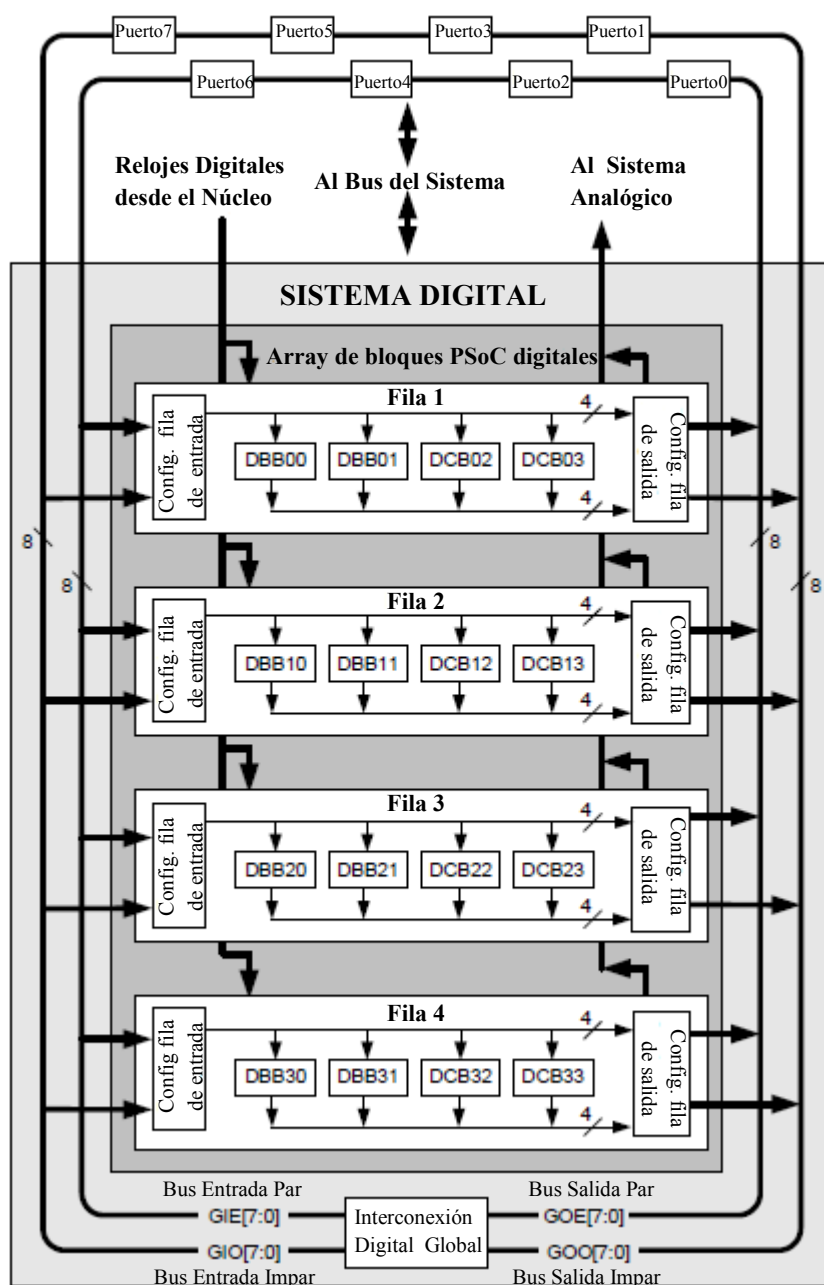 Puerto7 Puerto5 Puerto3 Puerto1
Puerto6 Puerto4 Puerto2 Puerto0
Relojes Digitales
desde el Núcleo
Al Bus del Sistema
Al Sistema
Analógico
SISTEMA DIGITAL
Array de bloques PSoC digitales
Fila 1
Config. fila
de entrada
4
DBB00 DBB01 DCB02 DCB03
4
Config. fila
de salida
8 8 8 8
Fila 2
Config. fila
de entrada
4
DBB10 DBB11 DCB12 DCB13
4
Config. fila
de salida
Fila 3
Config. fila
de entrada
4
DBB20 DBB21 DCB22 DCB23
4
Config. fila
de salida
Fila 4
Config fila
de entrada
4
DBB30 DBB31 DCB32 DCB33
4
Config. fila
de salida
Bus Entrada Par
Bus Salida Par
GIE[7:0]
Interconexión
Digital Global
GOE[7:0]
GIO[7:0]
GOO[7:0]
Bus Entrada Impar
Bus Salida Impar